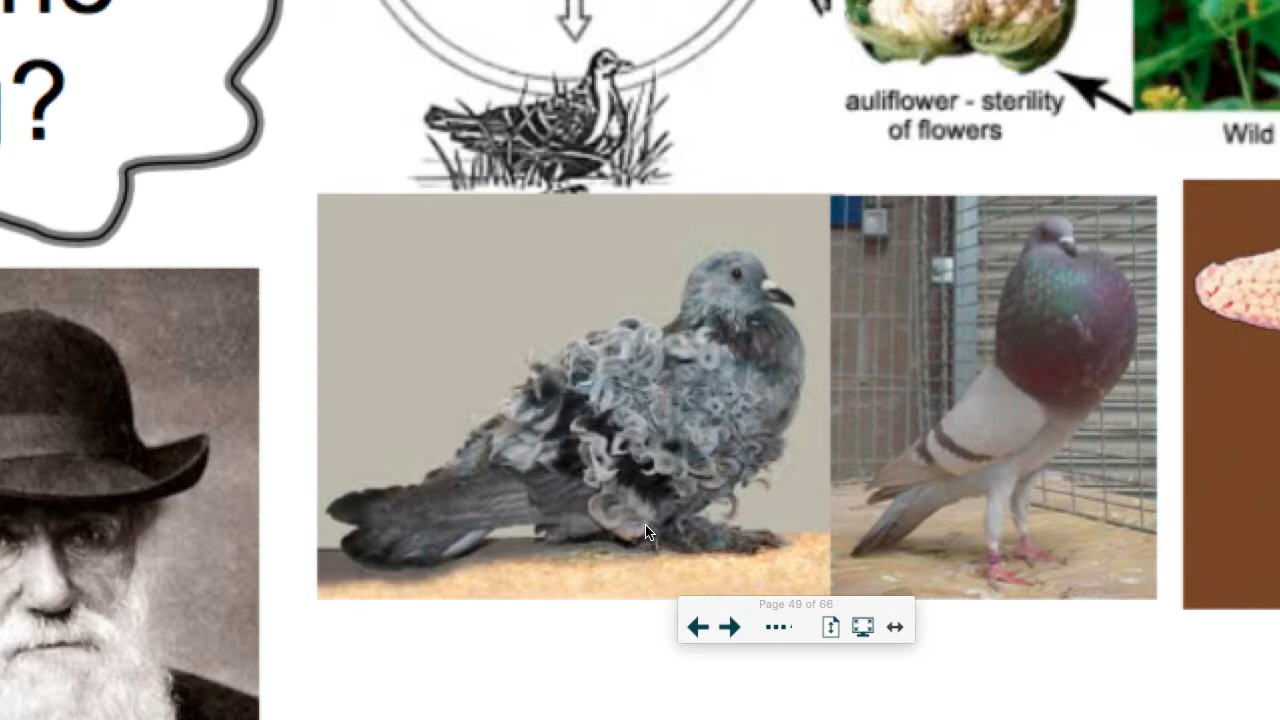 ?
auliflower - sterility
of flowers
Wild
Page 49 of 66